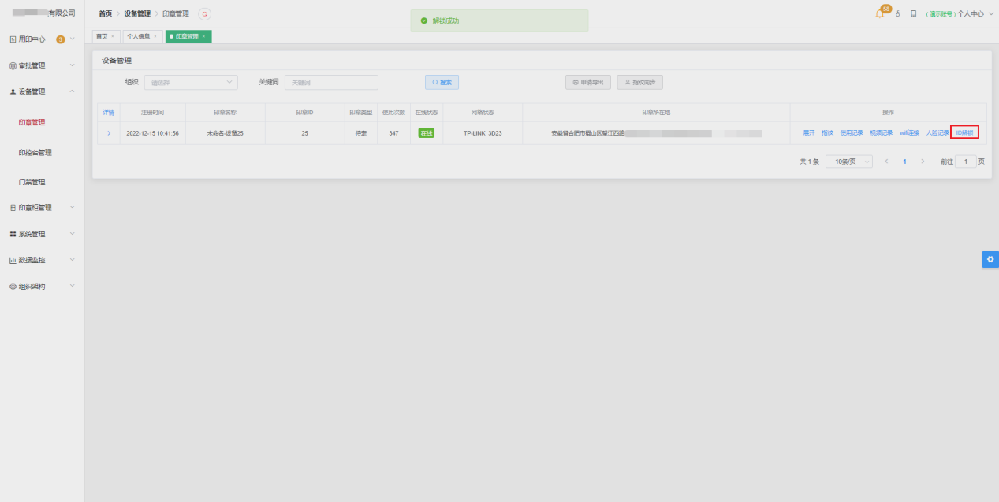 有限公司
首页 设备管理 印章管理
解锁成功
58
(演示账号) 个人中心
用印中心 3
首页 × 个人信息 × 印章管理 ×
审批管理
设备管理
印章管理
印控台管理
门禁管理
印章柜管理
系统管理
数据监控
组织架构
设备管理
组织 请选择 关键词 关键词 搜索 申请导出 指纹同步
详情 注册时间 印章名称 印章ID 印章类型 使用次数 在线状态 网络状态 印章所在地 操作
2022-12-15 10:41:56 未命名-设备25 25 待定 347 在线 TP-LINK_3D23 安徽省合肥市蜀山区望江西路 展开 指纹 使用记录 视频记录 wifi连接 人脸记录 ID解锁
共 1 条 10条/页 1 前往 1 页